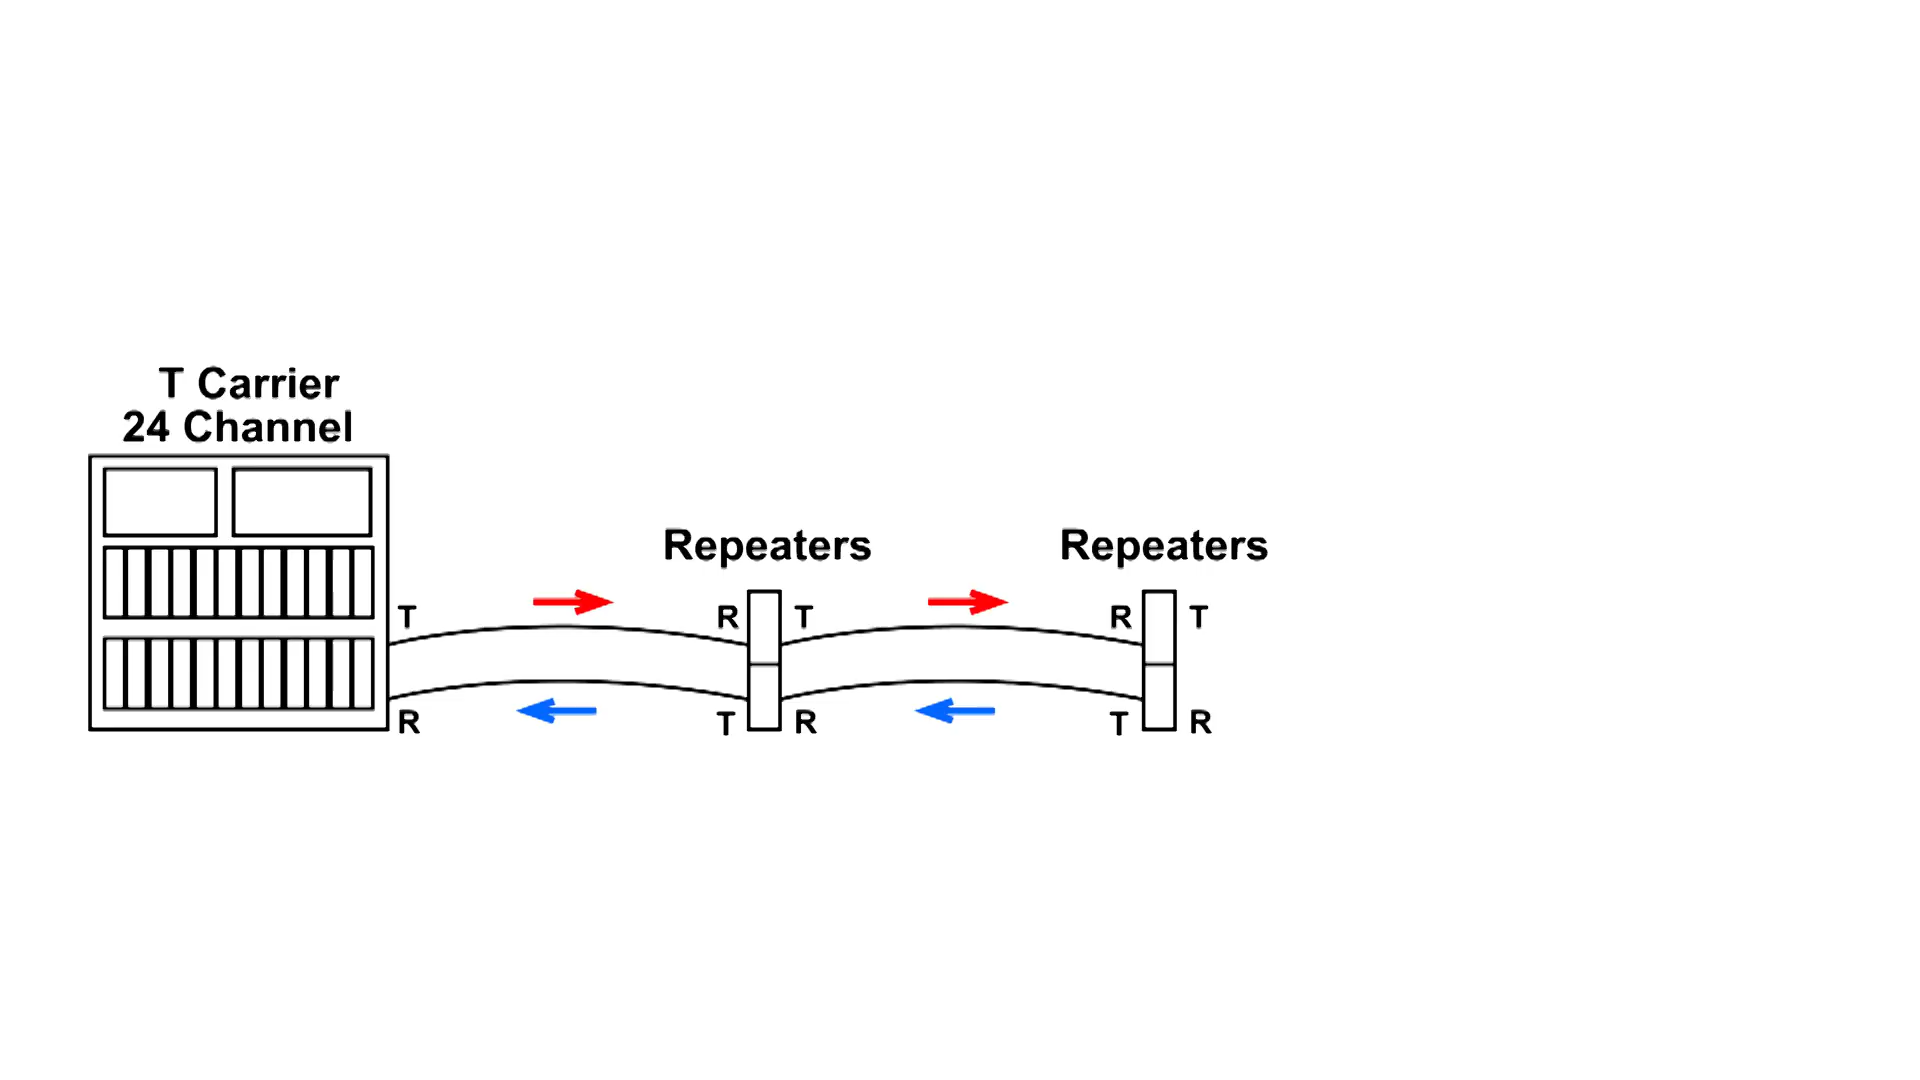 T Carrier
24 Channel
Repeaters Repeaters
T R T R T
R T R T R